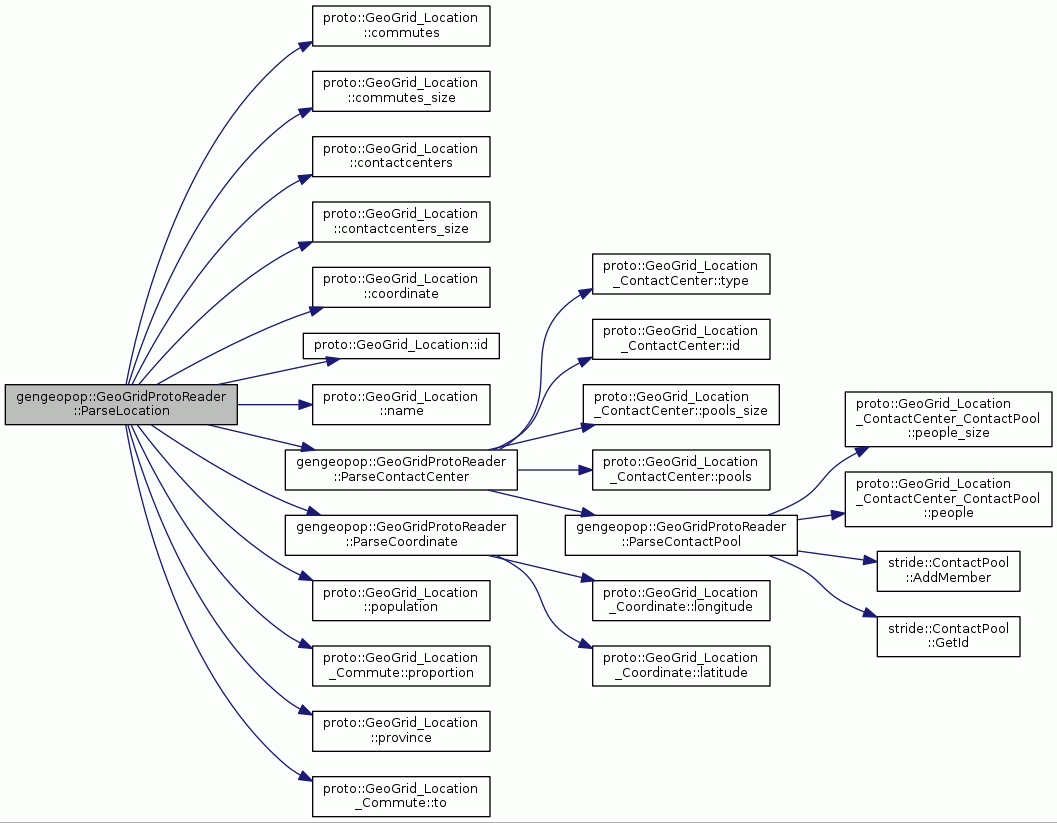 gengeopop::GeoGridProtoReader
::ParseLocation
proto::GeoGrid_Location
::commutes
proto::GeoGrid_Location
::commutes_size
proto::GeoGrid_Location
::contactcenters
proto::GeoGrid_Location
::contactcenters_size
proto::GeoGrid_Location
::coordinate
proto::GeoGrid_Location::id
proto::GeoGrid_Location
::name
gengeopop::GeoGridProtoReader
::ParseContactCenter
gengeopop::GeoGridProtoReader
::ParseCoordinate
proto::GeoGrid_Location
::population
proto::GeoGrid_Location
_Commute::proportion
proto::GeoGrid_Location
::province
proto::GeoGrid_Location
_Commute::to
proto::GeoGrid_Location
_ContactCenter::type
proto::GeoGrid_Location
_ContactCenter::id
proto::GeoGrid_Location
_ContactCenter::pools_size
proto::GeoGrid_Location
_ContactCenter::pools
gengeopop::GeoGridProtoReader
::ParseContactPool
proto::GeoGrid_Location
_Coordinate::longitude
proto::GeoGrid_Location
_Coordinate::latitude
proto::GeoGrid_Location
_ContactCenter_ContactPool
::people_size
proto::GeoGrid_Location
_ContactCenter_ContactPool
::people
stride::ContactPool
::AddMember
stride::ContactPool
::GetId